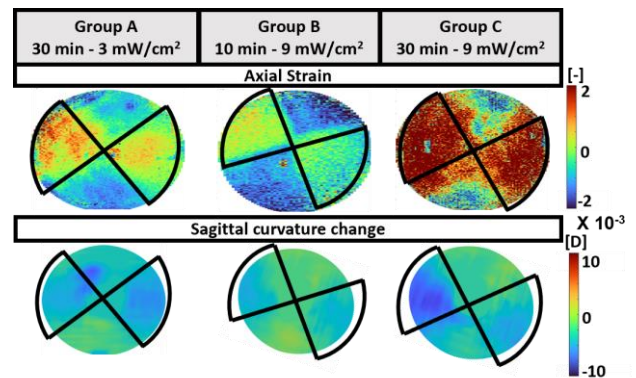 Group A
30 min - 3 mW/cm²
Group B
10 min - 9 mW/cm²
Group C
30 min - 9 mW/cm²
Axial Strain
[-]
2
0
-2
X 10⁻³
Sagittal curvature change
[D]
10
0
-10